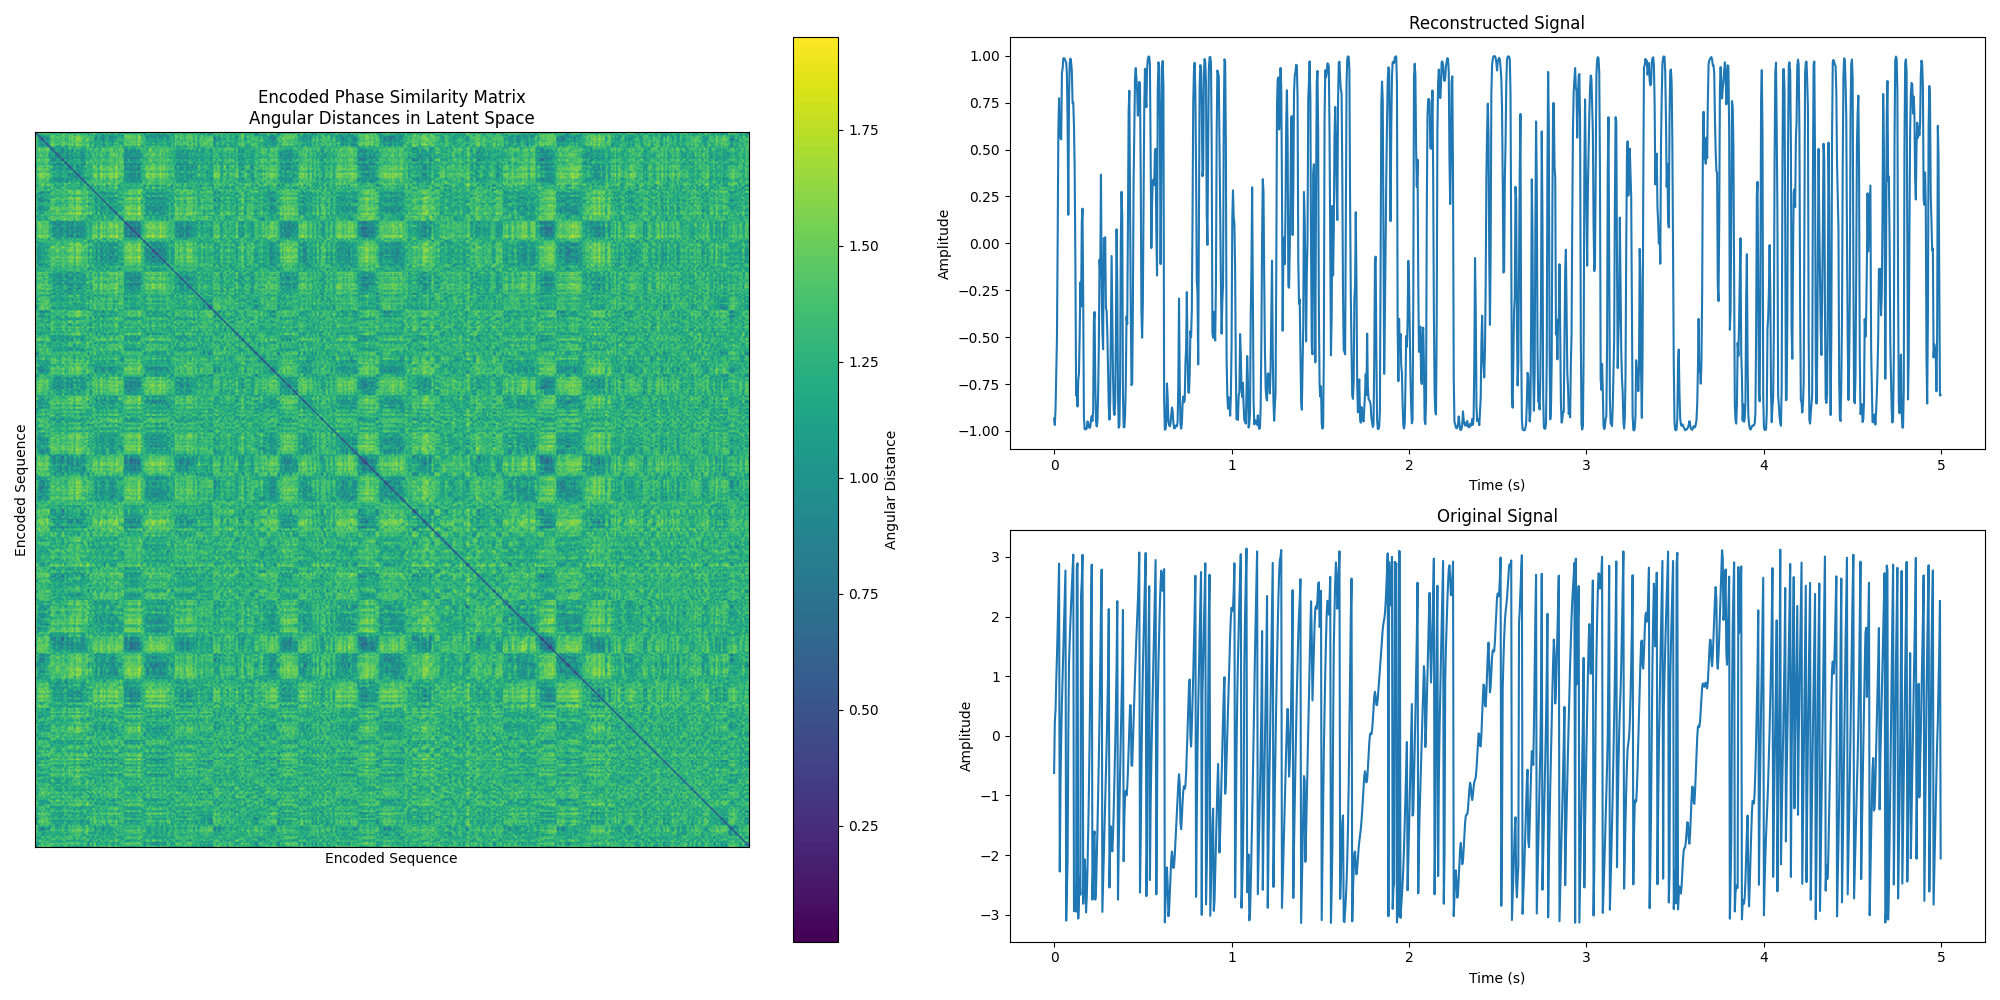 Encoded Phase Similarity Matrix
Angular Distances in Latent Space
Encoded Sequence
Encoded Sequence
1.75
1.50
1.25
1.00
0.75
0.50
0.25
Angular Distance
Reconstructed Signal
1.00
0.75
0.50
0.25
0.00
−0.25
−0.50
−0.75
−1.00
Amplitude
0 1 2 3 4 5
Time (s)
Original Signal
3
2
1
0
−1
−2
−3
Amplitude
0 1 2 3 4 5
Time (s)